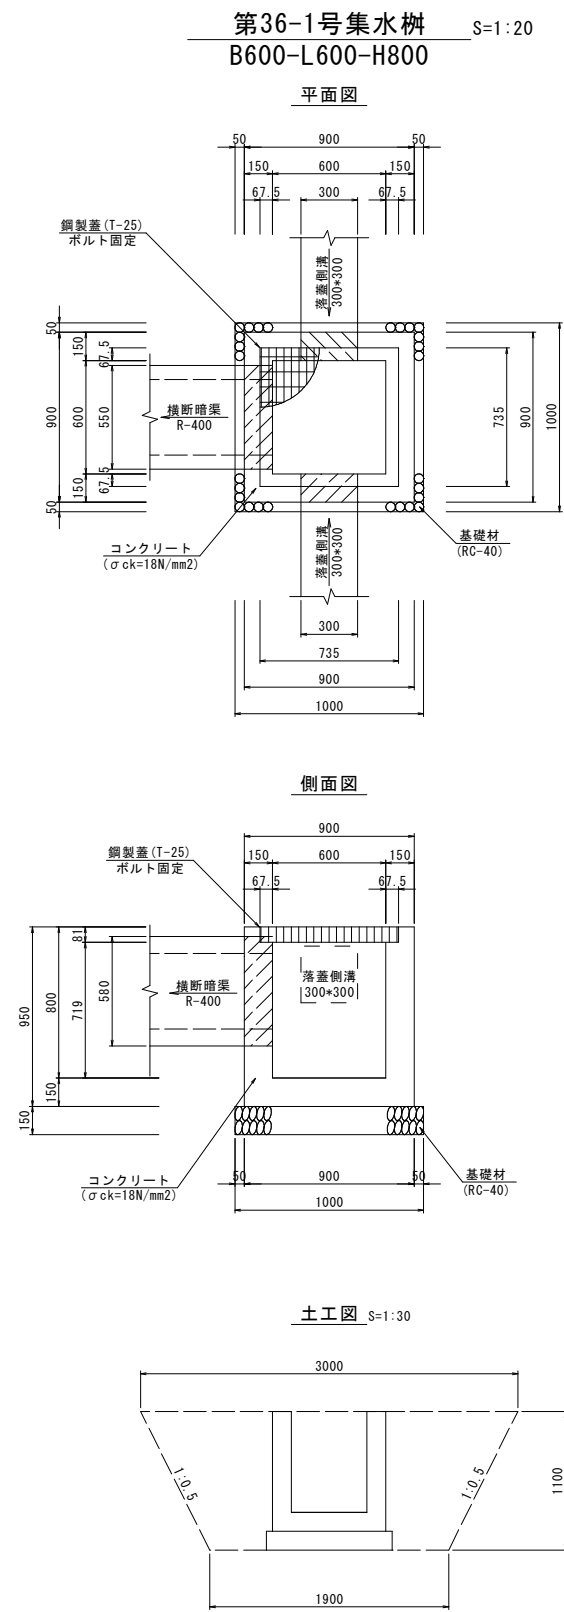 第36-1号集水桝 S=1:20
B600-L600-H800
平面図
50 900 50
150 600 150
67.5 300 67.5
鋼製蓋(T-25)
ボルト固定
落蓋側溝
300*300
50
150
67.5
900
600
550
横断暗渠
R-400
735
900
1000
67.5
150
50
コンクリート
(σck=18N/mm2)
落蓋側溝
300*300
基礎材
(RC-40)
300
735
900
1000
側面図
900
150 600 150
67.5 67.5
鋼製蓋(T-25)
ボルト固定
81
950
800
719
580
横断暗渠
R-400
落蓋側溝
300*300
150
150
コンクリート
(σck=18N/mm2)
50 900 50
1000
基礎材
(RC-40)
土工図 S=1:30
3000
1:0.5
1:0.5
1100
1900